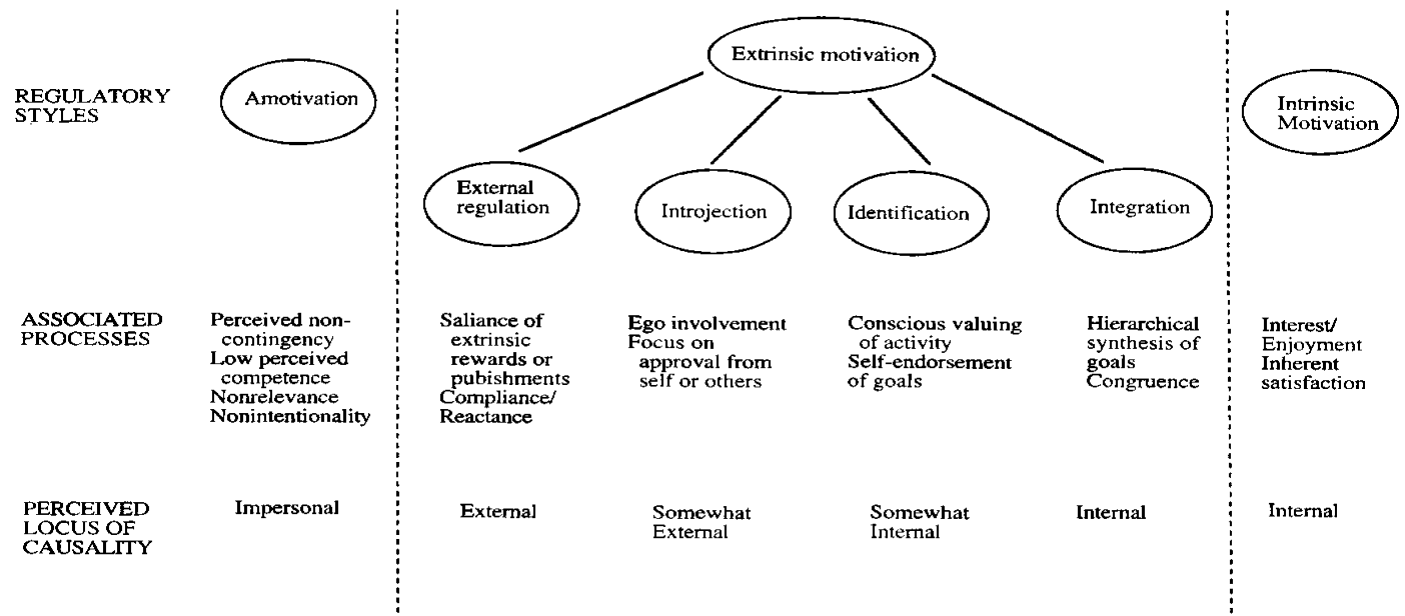 Extrinsic motivation
REGULATORY
STYLES
Amotivation
Intrinsic
Motivation
External
regulation
Introjection
Identification
Integration
ASSOCIATED
PROCESSES
Perceived non-
contingency
Low perceived
competence
Nonrelevance
Nonintentionality
Saliance of
extrinsic
rewards or
pubishments
Compliance/
Reactance
Ego involvement
Focus on
approval from
self or others
Conscious valuing
of activity
Self-endorsement
of goals
Hierarchical
synthesis of
goals
Congruence
Interest/
Enjoyment
Inherent
satisfaction
PERCEIVED
LOCUS OF
CAUSALITY
Impersonal
External
Somewhat
External
Somewhat
Internal
Internal
Internal